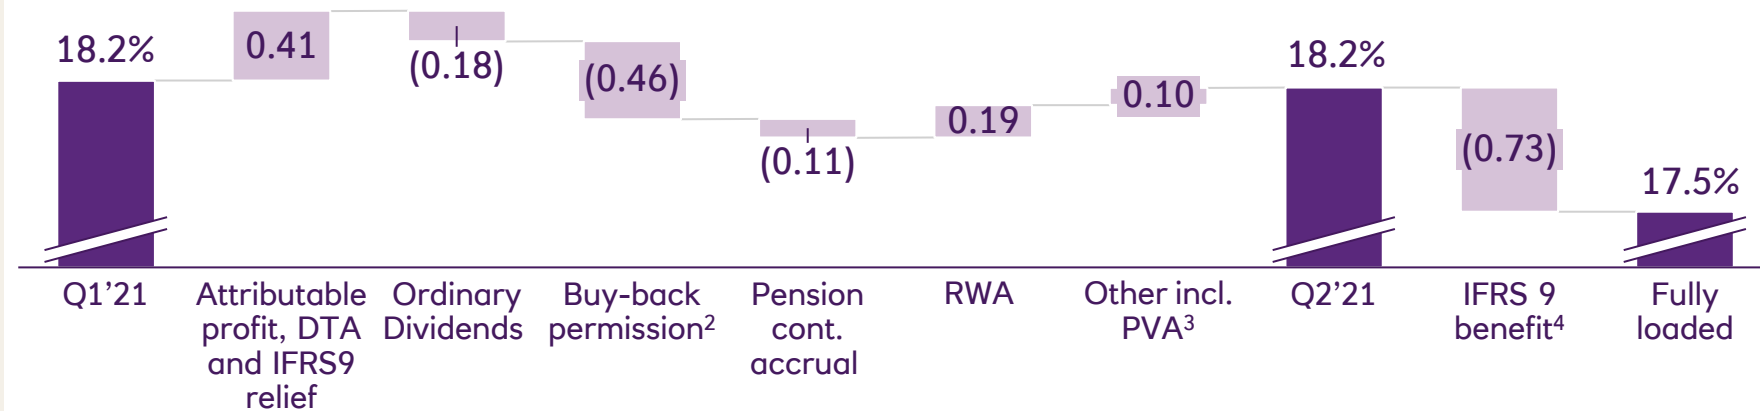 18.2%
0.41
(0.18)
(0.46)
(0.11)
0.19
0.10
18.2%
(0.73)
17.5%
Q1’21
Attributable
profit, DTA
and IFRS9
relief
Ordinary
Dividends
Buy-back
permission²
Pension
cont.
accrual
RWA
Other incl.
PVA³
Q2’21
IFRS 9
benefit⁴
Fully
loaded